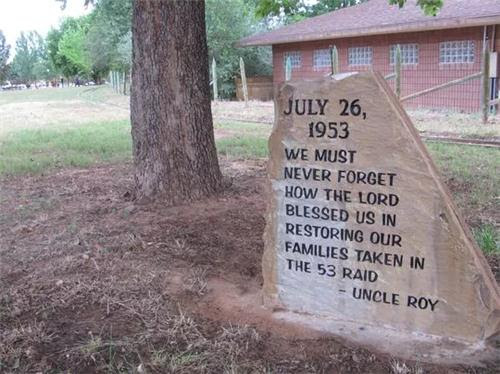 JULY 26,
1953
WE MUST
NEVER FORGET
HOW THE LORD
BLESSED US IN
RESTORING OUR
FAMILIES TAKEN IN
THE 53 RAID
- UNCLE ROY